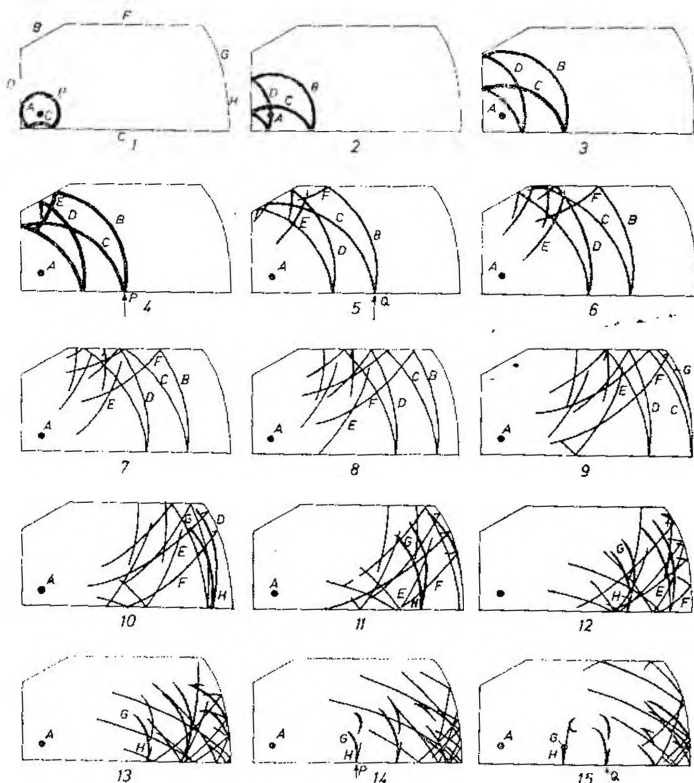 B F G
D A P C H
C
1
D B C A
2
D B C A
3
E D B C A P
4
F C B E D A Q
5
F B C D E A
6
F C B E D A
7
C B F D E A
8
G E F C D A
9
G D E F A H
10
G F E H A
11
G H E F
12
G H A
13
G H A P
14
G H A Q
15